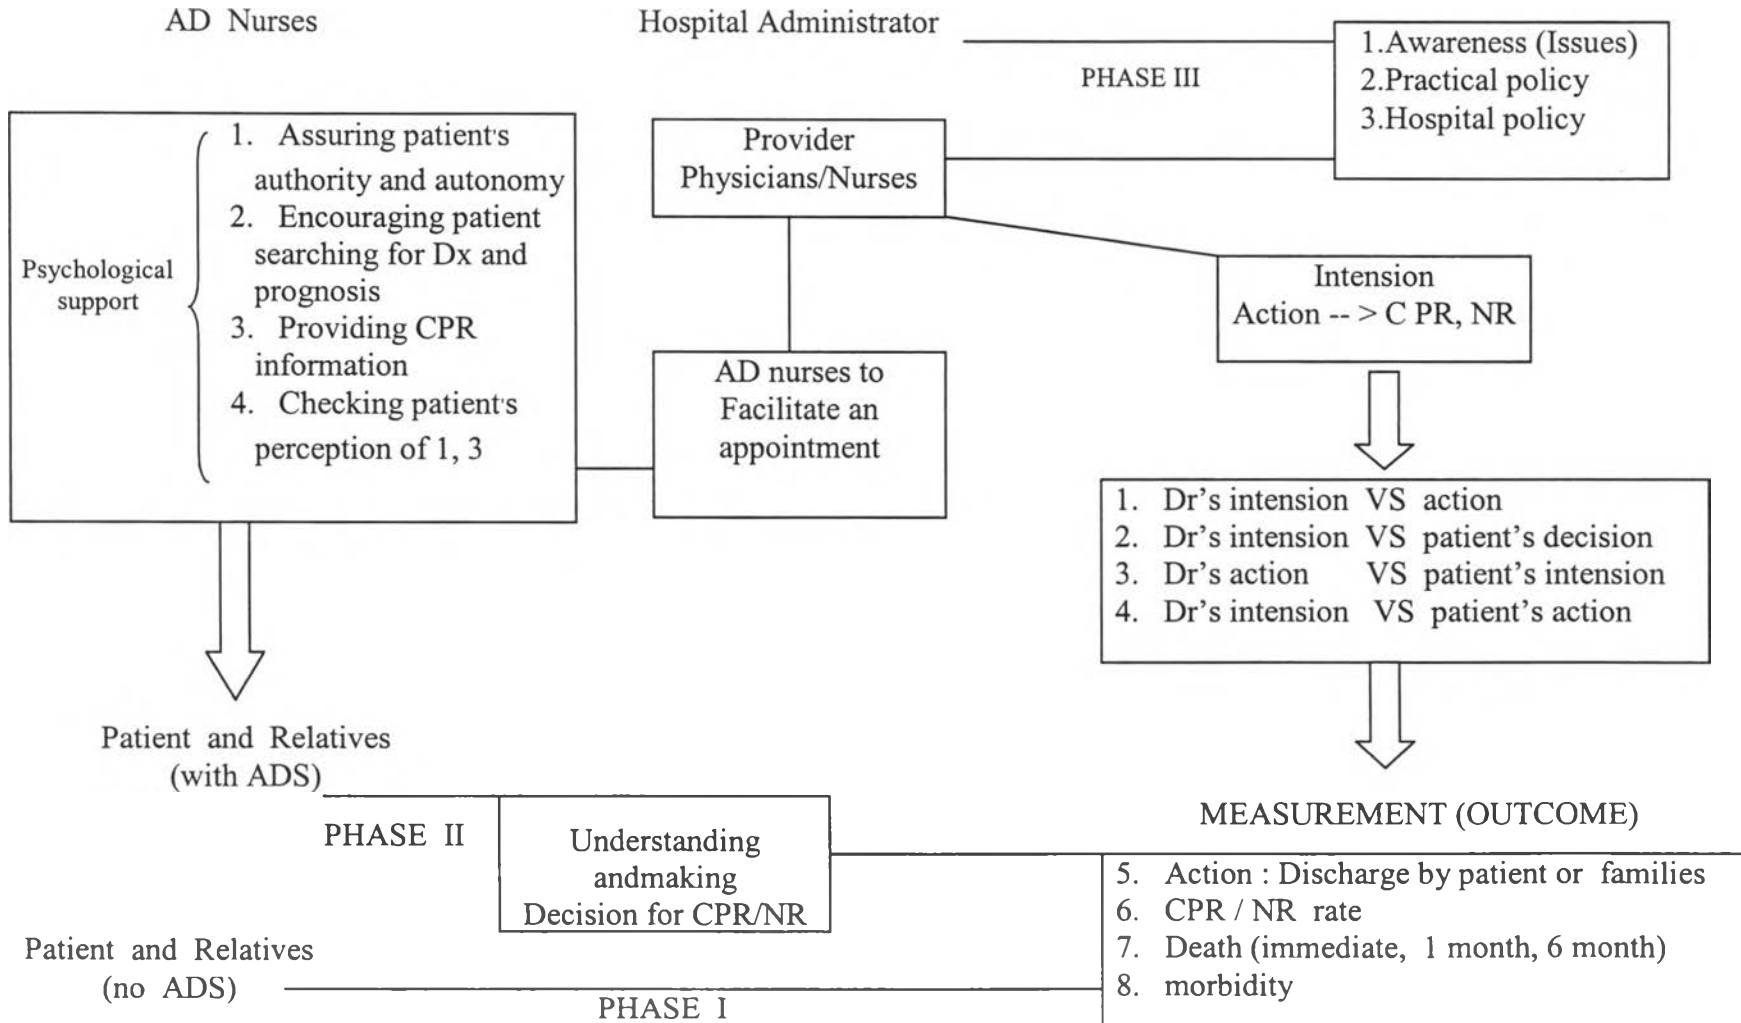 AD Nurses
Hospital Administrator
PHASE III
1.Awareness (Issues)
2.Practical policy
3.Hospital policy
Psychological
support
1. Assuring patient's
authority and autonomy
2. Encouraging patient
searching for Dx and
prognosis
3. Providing CPR
information
4. Checking patient's
perception of 1, 3
Provider
Physicians/Nurses
AD nurses to
Facilitate an
appointment
Intension
Action -- > C PR, NR
1. Dr's intension VS action
2. Dr's intension VS patient's decision
3. Dr's action VS patient's intension
4. Dr's intension VS patient's action
Patient and Relatives
(with ADS)
PHASE II
Understanding
andmaking
Decision for CPR/NR
MEASUREMENT (OUTCOME)
5. Action : Discharge by patient or families
6. CPR / NR rate
7. Death (immediate, 1 month, 6 month)
8. morbidity
Patient and Relatives
(no ADS)
PHASE I